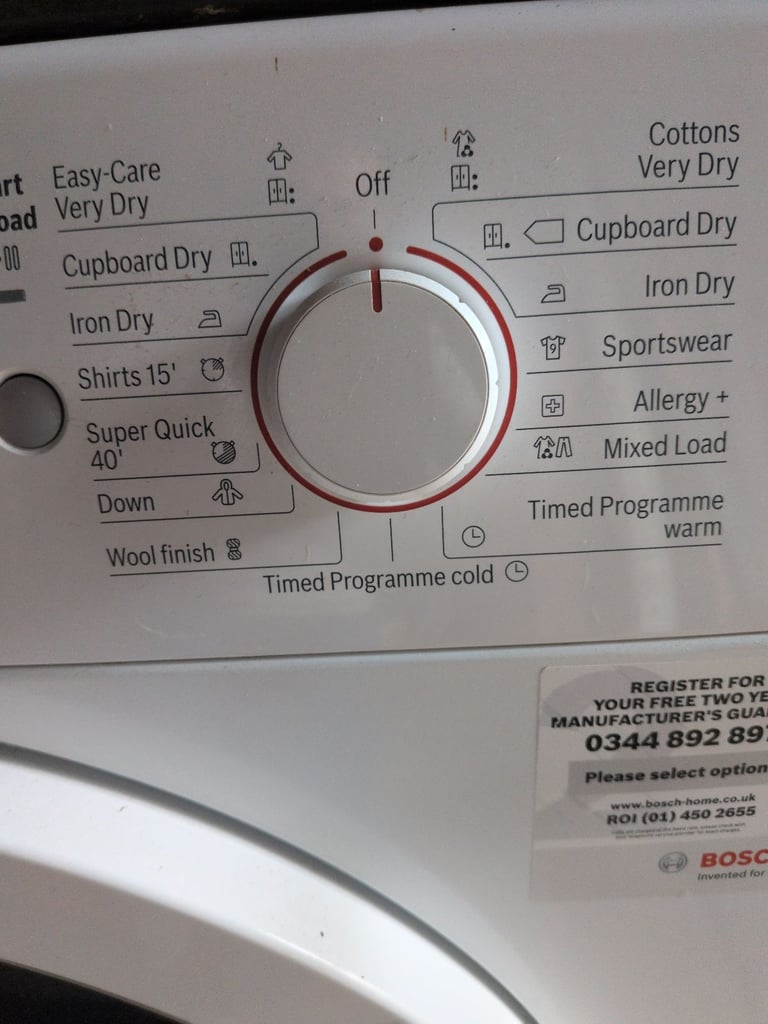 Off
Easy-Care
Very Dry
Cupboard Dry
Iron Dry
Shirts 15'
Super Quick
40'
Down
Wool finish
Timed Programme cold
Cottons
Very Dry
Cupboard Dry
Iron Dry
Sportswear
Allergy +
Mixed Load
Timed Programme
warm
REGISTER FOR
YOUR FREE TWO YE
MANUFACTURER'S GUA
0344 892 897
Please select option
www.bosch-home.co.uk
ROI (01) 450 2655
BOSC
Invented for